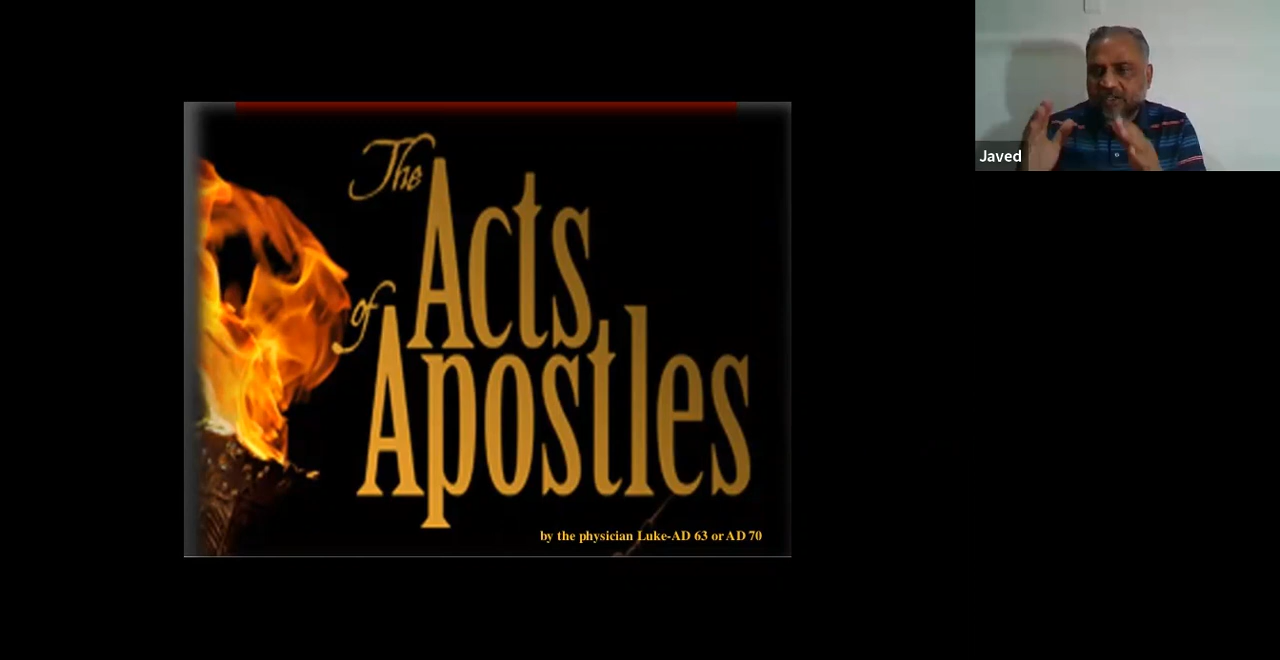 The
Acts
of
Apostles
by the physician Luke-AD 63 or AD 70
Javed